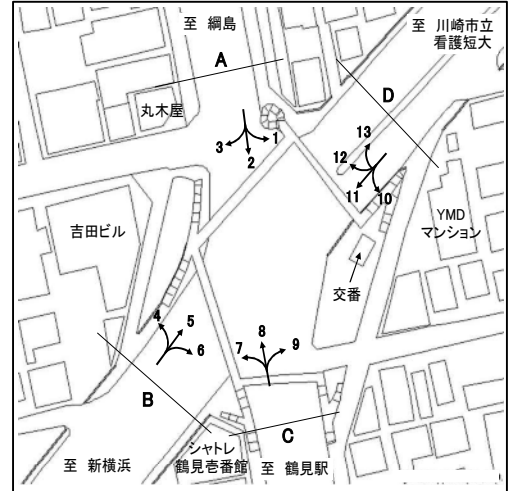 至 綱島
至 川崎市立
看護短大
A
D
丸木屋
1
2
3
13
12
11
10
吉田ビル
YMD
マンション
交番
4
5
6
7
8
9
B
C
シャトレ
鶴見壱番館
至 新横浜
至 鶴見駅